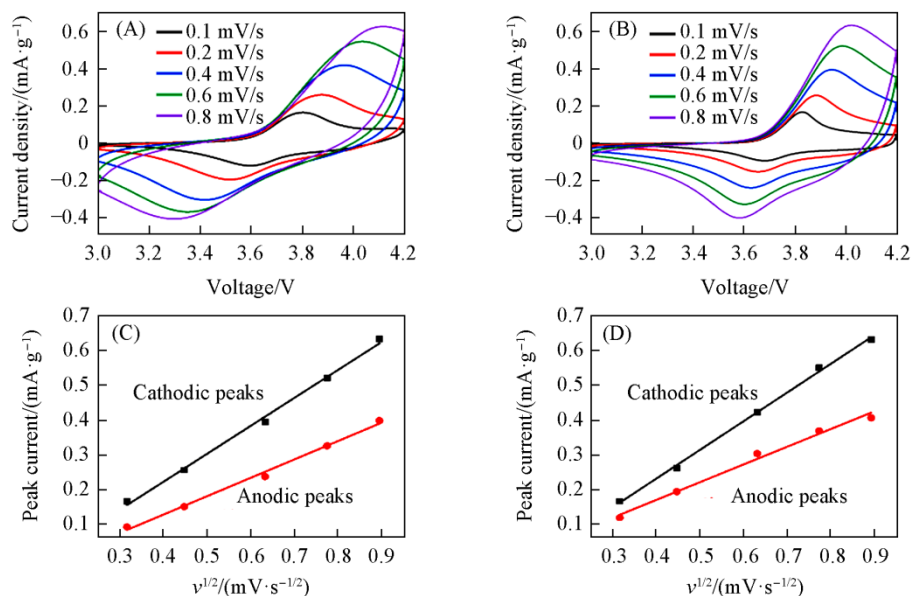 (A)
0.1 mV/s
0.2 mV/s
0.4 mV/s
0.6 mV/s
0.8 mV/s
Current density/(mA·g⁻¹)
0.6
0.4
0.2
0
−0.2
−0.4
3.0 3.2 3.4 3.6 3.8 4.0 4.2
Voltage/V
(B)
0.1 mV/s
0.2 mV/s
0.4 mV/s
0.6 mV/s
0.8 mV/s
Current density/(mA·g⁻¹)
0.6
0.4
0.2
0
−0.2
−0.4
3.0 3.2 3.4 3.6 3.8 4.0 4.2
Voltage/V
(C)
Cathodic peaks
Anodic peaks
Peak current/(mA·g⁻¹)
0.7
0.6
0.5
0.4
0.3
0.2
0.1
0.3 0.4 0.5 0.6 0.7 0.8 0.9
v¹ᐟ²/(mV·s⁻¹ᐟ²)
(D)
Cathodic peaks
Anodic peaks
Peak current/(mA·g⁻¹)
0.7
0.6
0.5
0.4
0.3
0.2
0.1
0.3 0.4 0.5 0.6 0.7 0.8 0.9
v¹ᐟ²/(mV·s⁻¹ᐟ²)